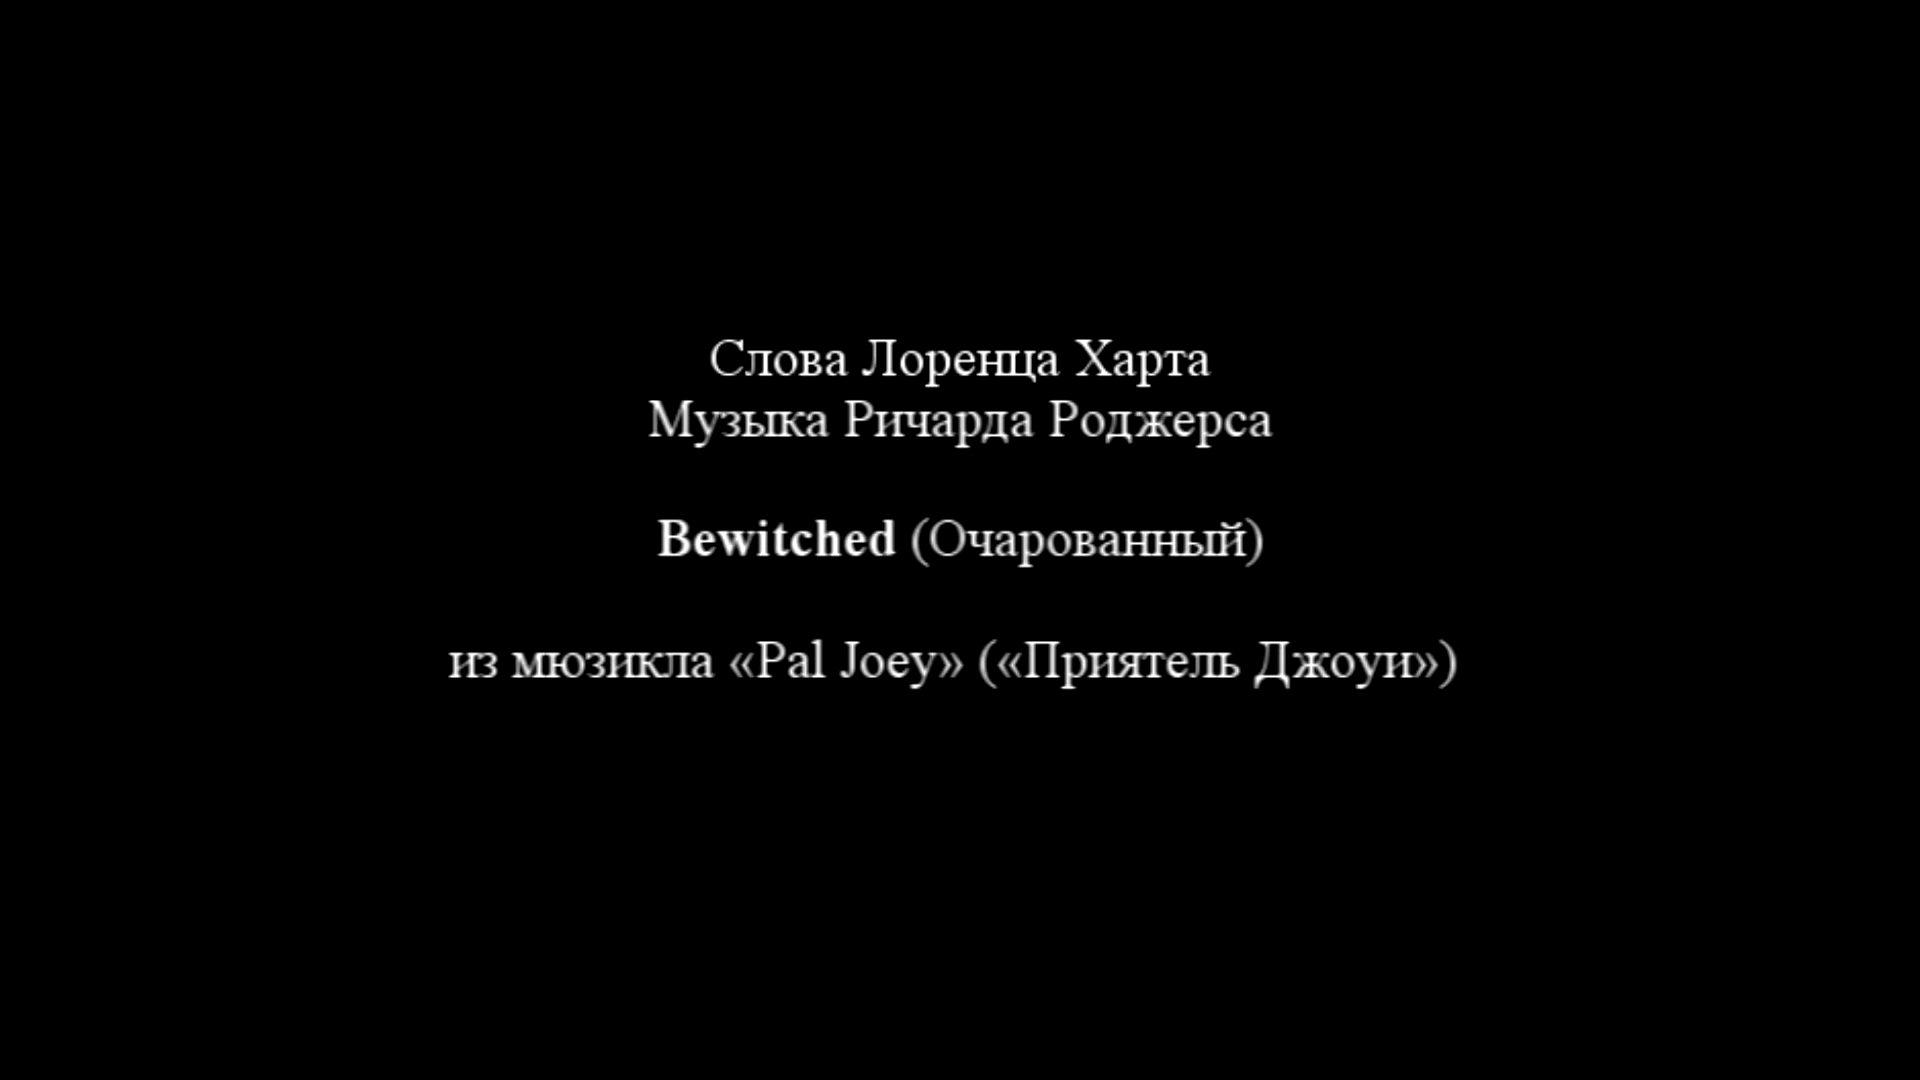 Слова Лоренца Харта
Музыка Ричарда Роджерса
Bewitched (Очарованный)
из мюзикла «Pal Joey» («Приятель Джоуи»)